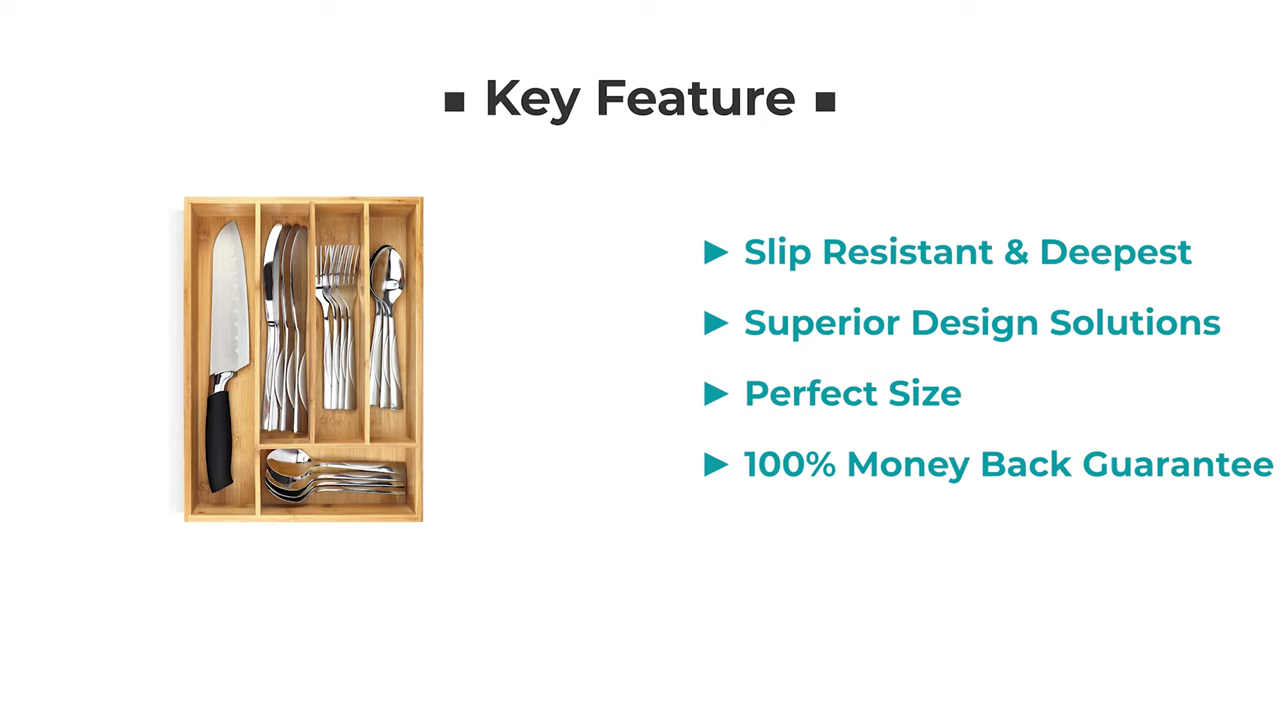 ▪ Key Feature ▪
► Slip Resistant & Deepest
► Superior Design Solutions
► Perfect Size
► 100% Money Back Guarantee